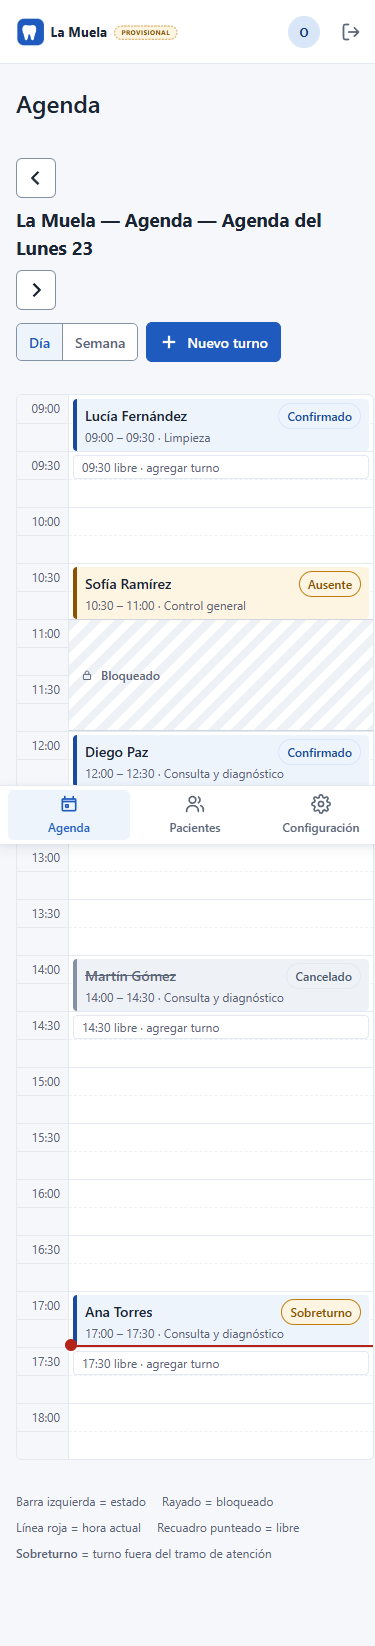 La Muela PROVISIONAL O
Agenda
La Muela — Agenda — Agenda del
Lunes 23
Día Semana + Nuevo turno
09:00 Lucía Fernández Confirmado
09:00 – 09:30 · Limpieza
09:30 09:30 libre · agregar turno
10:00
10:30 Sofía Ramírez Ausente
10:30 – 11:00 · Control general
11:00
Bloqueado
11:30
12:00 Diego Paz Confirmado
12:00 – 12:30 · Consulta y diagnóstico
Agenda Pacientes Configuración
13:00
13:30
14:00 Martín Gómez Cancelado
14:00 – 14:30 · Consulta y diagnóstico
14:30 14:30 libre · agregar turno
15:00
15:30
16:00
16:30
17:00 Ana Torres Sobreturno
17:00 – 17:30 · Consulta y diagnóstico
17:30 17:30 libre · agregar turno
18:00
Barra izquierda = estado Rayado = bloqueado
Línea roja = hora actual Recuadro punteado = libre
Sobreturno = turno fuera del tramo de atención